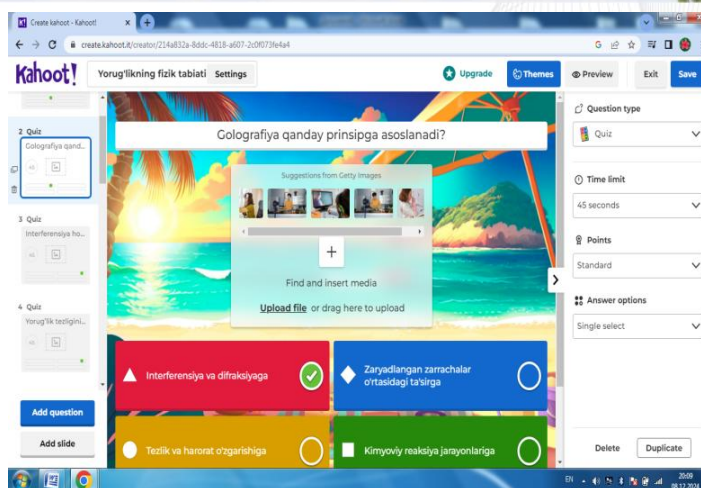 Create kahoot - Kahoot!
create.kahoot.it/creator/214a832a-8ddc-4818-a607-2c0f073fe4a4
Kahoot!
Yorug'likning fizik tabiati
Settings
Upgrade
Themes
Preview
Exit
Save
2 Quiz
Golografiya qand...
3 Quiz
Interferensiya ho...
4 Quiz
Yorug'lik tezligini...
Add question
Add slide
Golografiya qanday prinsipga asoslanadi?
Suggestions from Getty Images
Find and insert media
Upload file or drag here to upload
Interferensiya va difraksiyaga
Zaryadlangan zarrachalar
o'rtasidagi ta'sirga
Tezlik va harorat o'zgarishiga
Kimyoviy reaksiya jarayonlariga
Question type
Quiz
Time limit
45 seconds
Points
Standard
Answer options
Single select
Delete
Duplicate
EN
20:09
08.12.2024